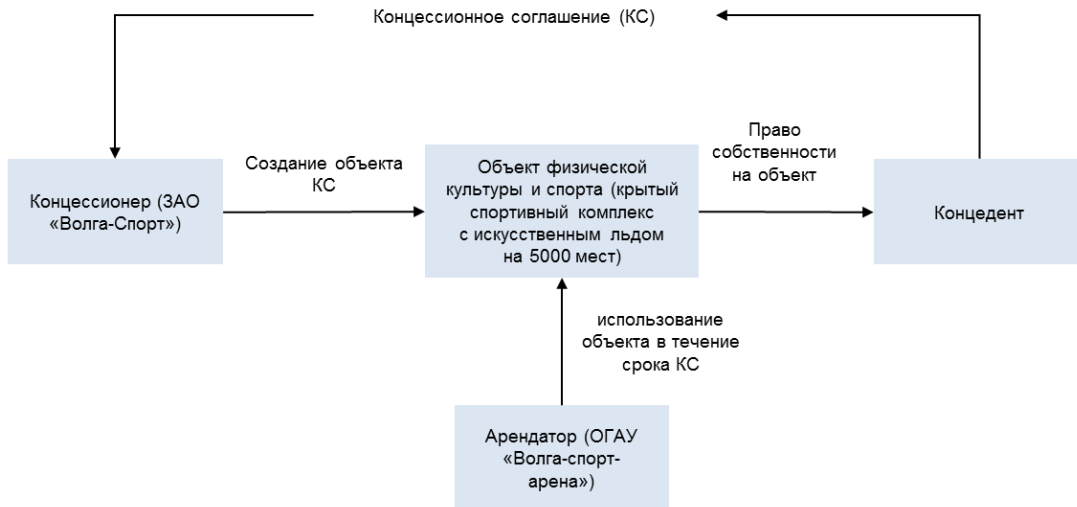 Концессионное соглашение (КС)
Право
собственности
на объект
Создание объекта
КС
Концессионер (ЗАО
«Волга-Спорт»)
Объект физической
культуры и спорта (крытый
спортивный комплекс
с искусственным льдом
на 5000 мест)
Концедент
использование
объекта в течение
срока КС
Арендатор (ОГАУ
«Волга-спорт-
арена»)